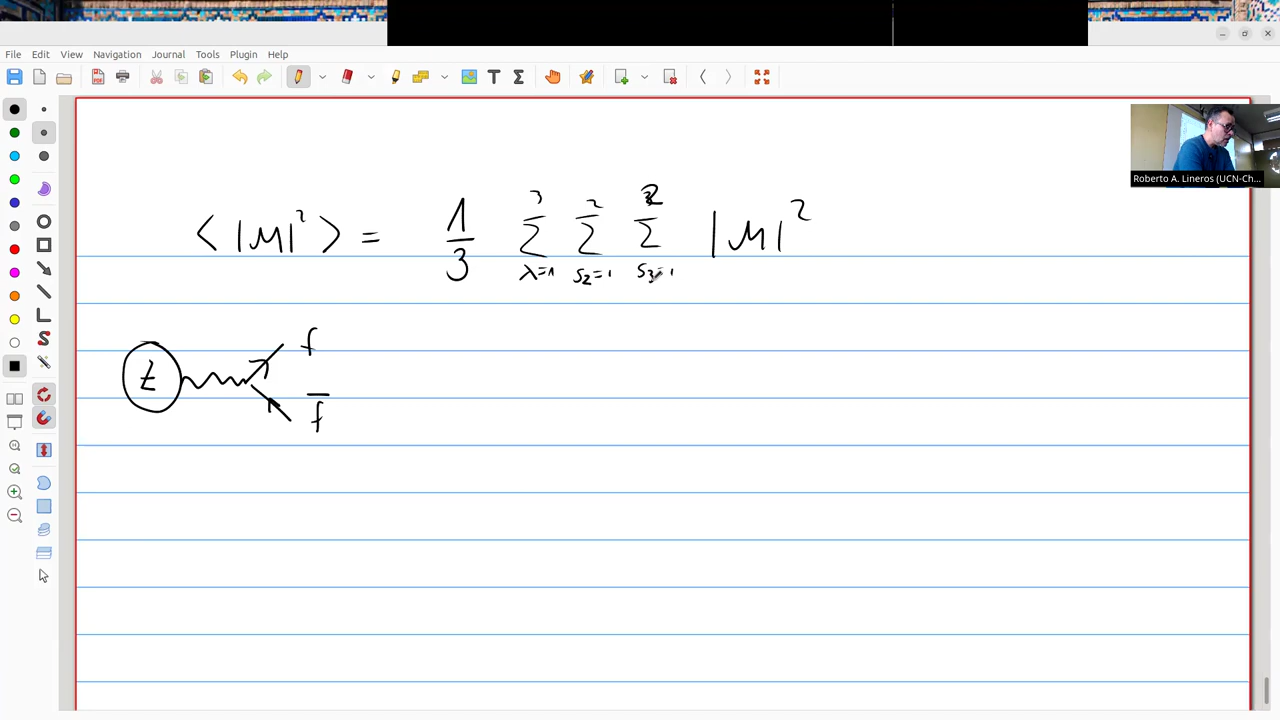 File Edit View Navigation Journal Tools Plugin Help
Roberto A. Lineros (UCN-Ch...
⟨|M|²⟩ = 1/3 Σ_{λ=1}^{3} Σ_{s₂=1}^{2} Σ_{s₃=1}^{2} |M|²
f
Z
f̄